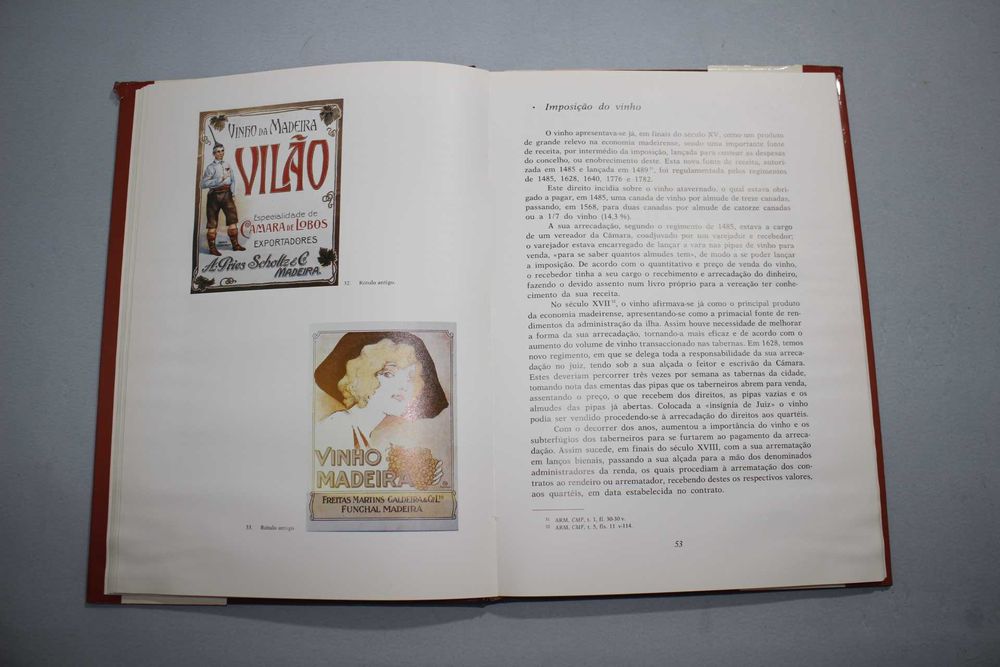 VINHO DA MADEIRA
VILÃO
ESPECIALIDADE DE
CAMARA DE LOBOS
EXPORTADORES
A. Pries Scholtz & C
MADEIRA.
32. Rótulo antigo.
VINHO
MADEIRA
FREITAS MARTINS CALDEIRA & C. LDA
FUNCHAL MADEIRA
33. Rótulo antigo
• Imposição do vinho
O vinho apresentava-se já, em finais do século XV, como um produto
de grande relevo na economia madeirense, sendo uma importante fonte
de receita, por intermédio da imposição, lançada para custear as despesas
do concelho, ou enobrecimento deste. Esta nova fonte de receita, autori-
zada em 1485 e lançada em 1489³¹, foi regulamentada pelos regimentos
de 1485, 1628, 1640, 1776 e 1782.
Este direito incidia sobre o vinho atavernado, o qual estava obri-
gado a pagar, em 1485, uma canada de vinho por almude de treze canadas,
passando, em 1568, para duas canadas por almude de catorze canadas
ou a 1/7 do vinho (14,3%).
A sua arrecadação, segundo o regimento de 1485, estava a cargo
de um vereador da Câmara, coadjuvado por um varejador e recebedor;
o varejador estava encarregado de lançar a vara nas pipas de vinho para
venda, «para se saber quantos almudes tem», de modo a se poder lançar
a imposição. De acordo com o quantitativo e preço de venda do vinho,
o recebedor tinha a seu cargo o recebimento e arrecadação do dinheiro,
fazendo o devido assento num livro próprio para a vereação ter conhe-
cimento da sua receita.
No século XVII³², o vinho afirmava-se já como o principal produto
da economia madeirense, apresentando-se como a primacial fonte de ren-
dimentos da administração da ilha. Assim houve necessidade de melhorar
a forma da sua arrecadação, tornando-a mais eficaz e de acordo com o
aumento do volume de vinho transaccionado nas tabernas. Em 1628, temos
novo regimento, em que se delega toda a responsabilidade da sua arreca-
dação no juiz, tendo sob a sua alçada o feitor e escrivão da Câmara.
Estes deveriam percorrer três vezes por semana as tabernas da cidade,
tomando nota das ementas das pipas que os taberneiros abrem para venda,
assentando o preço, o que recebem dos direitos, as pipas vazias e os
almudes das pipas já abertas. Colocada a «insígnia de Juiz» o vinho
podia ser vendido procedendo-se à arrecadação do direitos aos quartéis.
Com o decorrer dos anos, aumentou a importância do vinho e os
subterfúgios dos taberneiros para se furtarem ao pagamento da arreca-
dação. Assim sucede, em finais do século XVIII, com a sua arrematação
em lanços bienais, passando a sua alçada para a mão dos denominados
administradores da renda, os quais procediam à arrematação dos con-
tratos ao rendeiro ou arrematador, recebendo destes os respectivos valores,
aos quartéis, em data estabelecida no contrato.
³¹ ARM, CMF, t. 1, fl. 30-30 v.
³² ARM, CMF, t. 5, fls. 11 v-114.
53